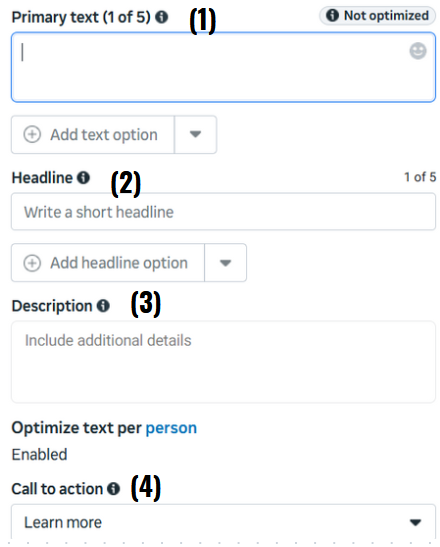 Primary text (1 of 5) (1) Not optimized
Add text option
Headline (2) 1 of 5
Write a short headline
Add headline option
Description (3)
Include additional details
Optimize text per person
Enabled
Call to action (4)
Learn more